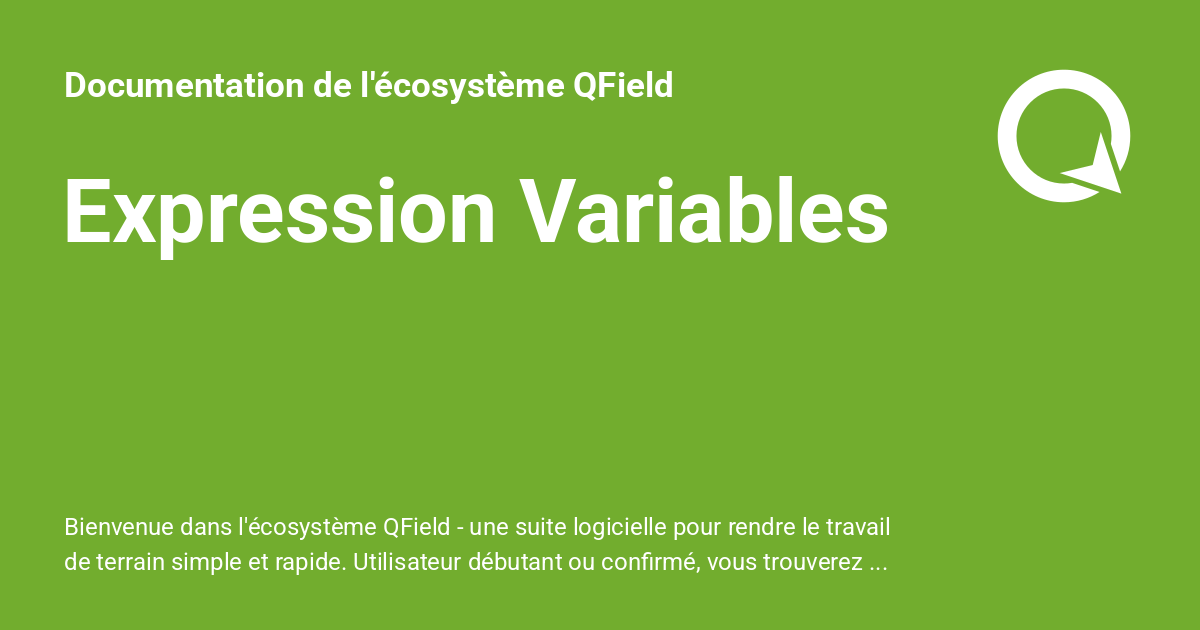 Documentation de l'écosystème QField
Expression Variables
Bienvenue dans l'écosystème QField - une suite logicielle pour rendre le travail
de terrain simple et rapide. Utilisateur débutant ou confirmé, vous trouverez ...